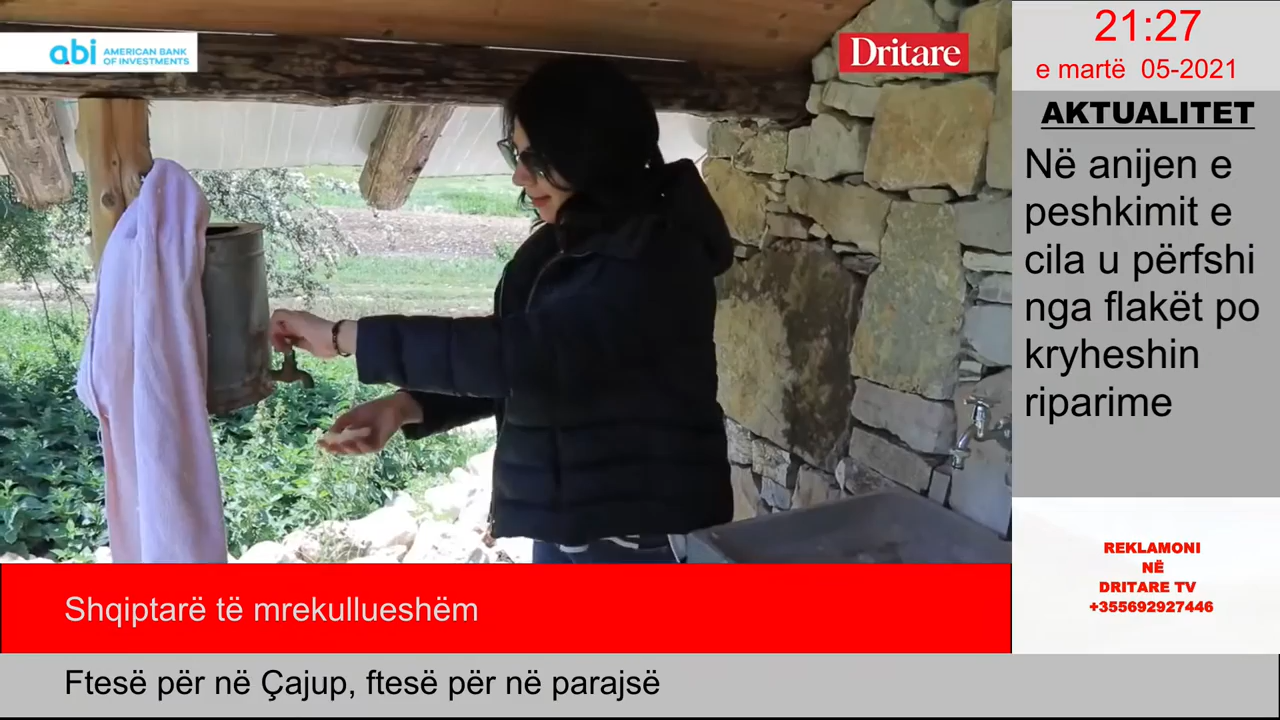 abi AMERICAN BANK
OF INVESTMENTS
Dritare
21:27
e martë 05-2021
AKTUALITET
Në anijen e
peshkimit e
cila u përfshi
nga flakët po
kryheshin
riparime
REKLAMONI
NË
DRITARE TV
+355692927446
Shqiptarë të mrekullueshëm
Ftesë për në Çajup, ftesë për në parajsë